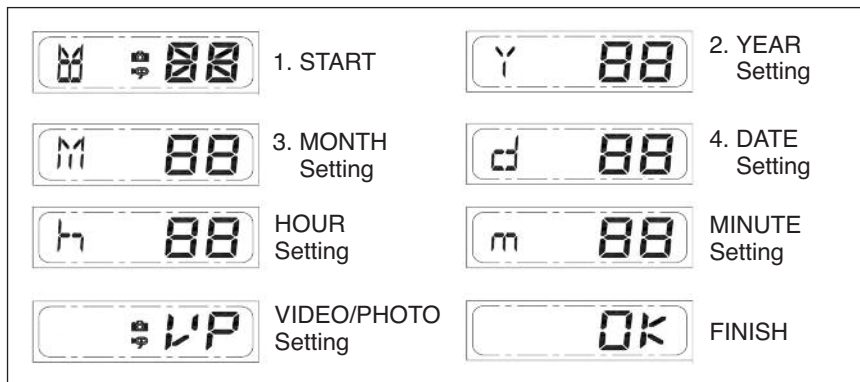 1. START
Y 88
2. YEAR
Setting
M 88
3. MONTH
Setting
d 88
4. DATE
Setting
h 88
HOUR
Setting
m 88
MINUTE
Setting
VP
VIDEO/PHOTO
Setting
OK
FINISH